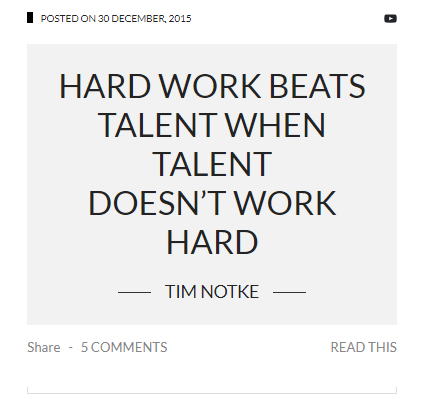 POSTED ON 30 DECEMBER, 2015
HARD WORK BEATS
TALENT WHEN
TALENT
DOESN’T WORK
HARD
TIM NOTKE
Share - 5 COMMENTS
READ THIS